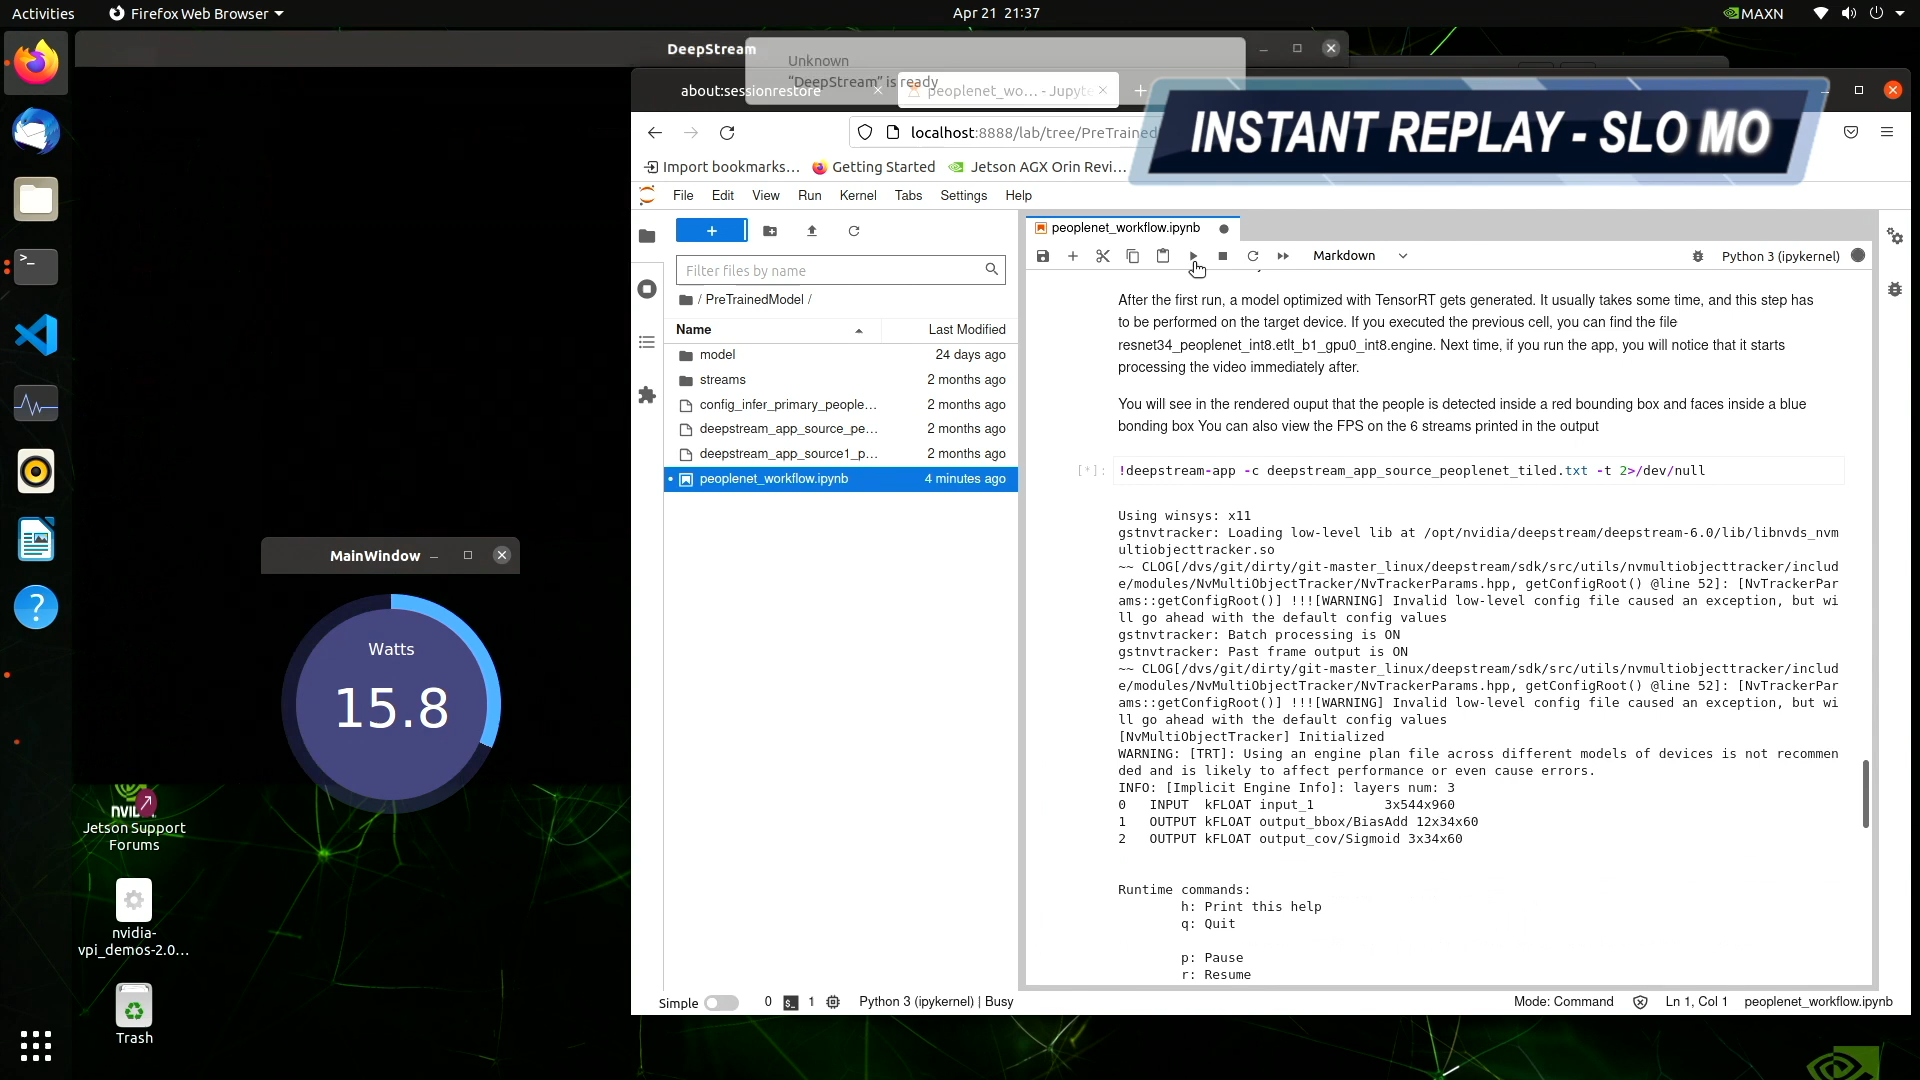 Activities
Firefox Web Browser
Apr 21 21:37
MAXN
DeepStream
Unknown
“DeepStream” is ready
about:sessionrestore
peoplenet_wo... - Jupyte
INSTANT REPLAY - SLO MO
localhost:8888/lab/tree/PreTrained
Import bookmarks...
Getting Started
Jetson AGX Orin Revi...
File Edit View Run Kernel Tabs Settings Help
peoplenet_workflow.ipynb
Markdown
Python 3 (ipykernel)
Filter files by name
/ PreTrainedModel /
Name Last Modified
model 24 days ago
streams 2 months ago
config_infer_primary_people... 2 months ago
deepstream_app_source_pe... 2 months ago
deepstream_app_source1_p... 2 months ago
peoplenet_workflow.ipynb 4 minutes ago
After the first run, a model optimized with TensorRT gets generated. It usually takes some time, and this step has
to be performed on the target device. If you executed the previous cell, you can find the file
resnet34_peoplenet_int8.etlt_b1_gpu0_int8.engine. Next time, if you run the app, you will notice that it starts
processing the video immediately after.
You will see in the rendered ouput that the people is detected inside a red bounding box and faces inside a blue
bonding box You can also view the FPS on the 6 streams printed in the output
[*]: !deepstream-app -c deepstream_app_source_peoplenet_tiled.txt -t 2>/dev/null
Using winsys: x11
gstnvtracker: Loading low-level lib at /opt/nvidia/deepstream/deepstream-6.0/lib/libnvds_nvm
ultiobjecttracker.so
~~ CLOG[/dvs/git/dirty/git-master_linux/deepstream/sdk/src/utils/nvmultiobjecttracker/includ
e/modules/NvMultiObjectTracker/NvTrackerParams.hpp, getConfigRoot() @line 52]: [NvTrackerPar
ams::getConfigRoot()] !!![WARNING] Invalid low-level config file caused an exception, but wi
ll go ahead with the default config values
gstnvtracker: Batch processing is ON
gstnvtracker: Past frame output is ON
~~ CLOG[/dvs/git/dirty/git-master_linux/deepstream/sdk/src/utils/nvmultiobjecttracker/includ
e/modules/NvMultiObjectTracker/NvTrackerParams.hpp, getConfigRoot() @line 52]: [NvTrackerPar
ams::getConfigRoot()] !!![WARNING] Invalid low-level config file caused an exception, but wi
ll go ahead with the default config values
[NvMultiObjectTracker] Initialized
WARNING: [TRT]: Using an engine plan file across different models of devices is not recommen
ded and is likely to affect performance or even cause errors.
INFO: [Implicit Engine Info]: layers num: 3
0 INPUT kFLOAT input_1 3x544x960
1 OUTPUT kFLOAT output_bbox/BiasAdd 12x34x60
2 OUTPUT kFLOAT output_cov/Sigmoid 3x34x60
Runtime commands:
h: Print this help
q: Quit
p: Pause
r: Resume
MainWindow
Watts
15.8
Jetson Support
Forums
nvidia-
vpi_demos-2.0...
Trash
Simple
0
1
Python 3 (ipykernel) | Busy
Mode: Command
Ln 1, Col 1
peoplenet_workflow.ipynb